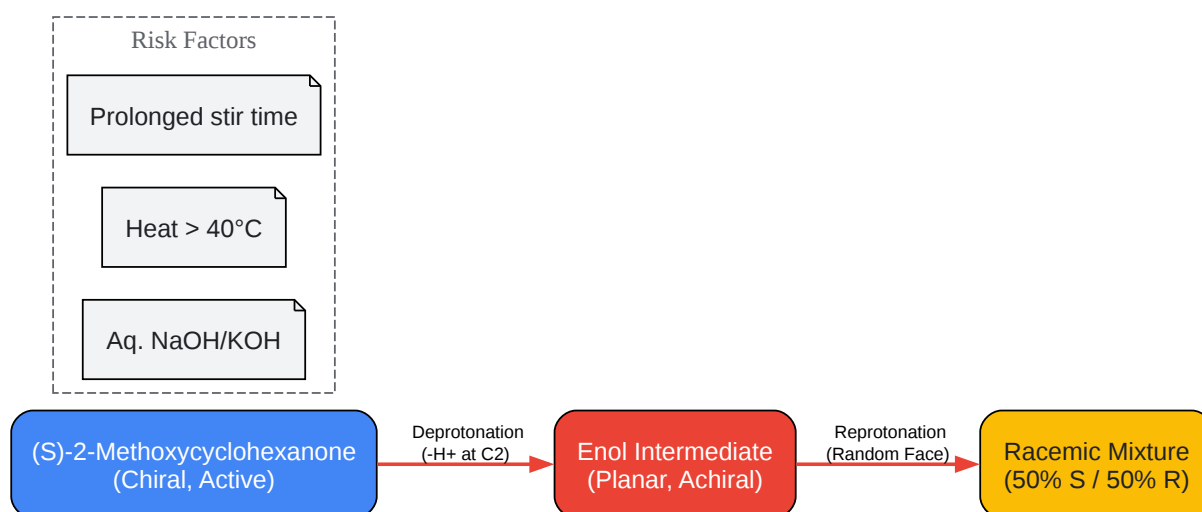 Risk Factors
Prolonged stir time
Heat > 40°C
Aq. NaOH/KOH
(S)-2-Methoxycyclohexanone
(Chiral, Active)
Deprotonation
(-H+ at C2)
Enol Intermediate
(Planar, Achiral)
Reprotonation
(Random Face)
Racemic Mixture
(50% S / 50% R)